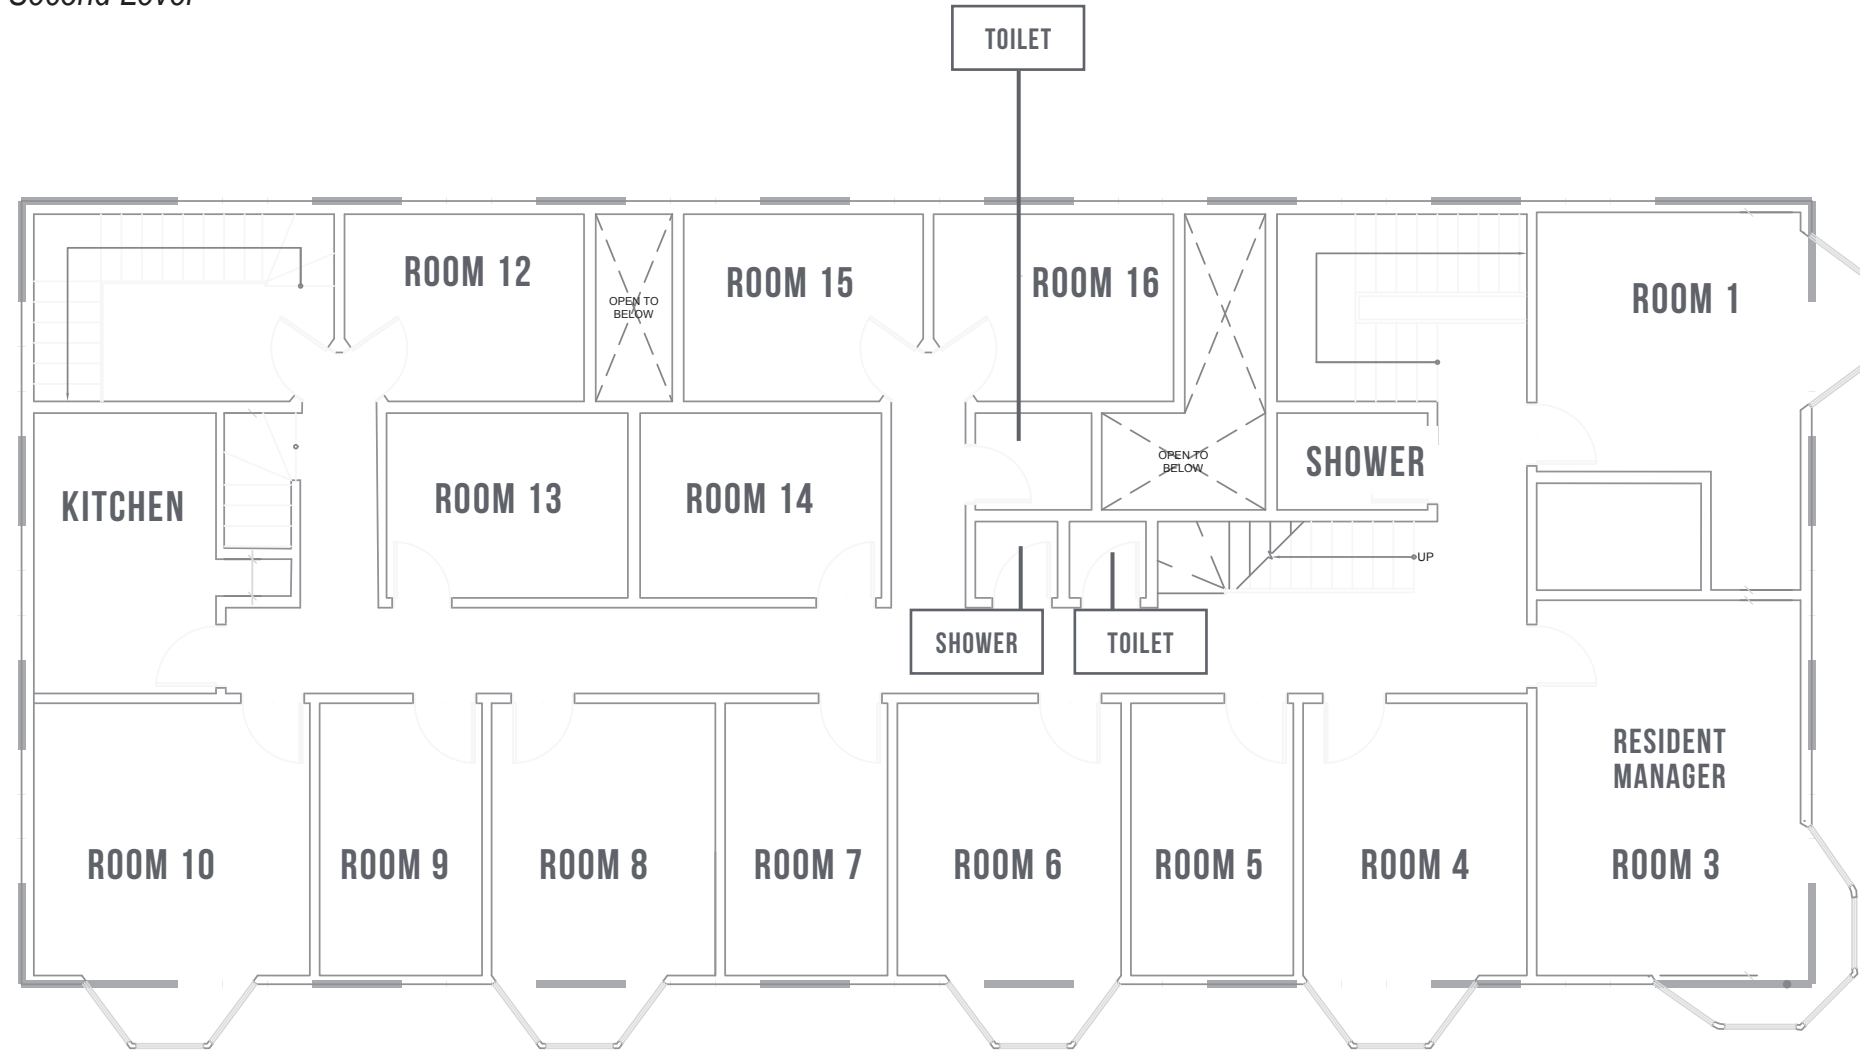 Second Level
TOILET
ROOM 12
OPEN TO
BELOW
ROOM 15
ROOM 16
ROOM 1
KITCHEN
ROOM 13
ROOM 14
OPEN TO
BELOW
SHOWER
UP
SHOWER
TOILET
RESIDENT
MANAGER
ROOM 10
ROOM 9
ROOM 8
ROOM 7
ROOM 6
ROOM 5
ROOM 4
ROOM 3